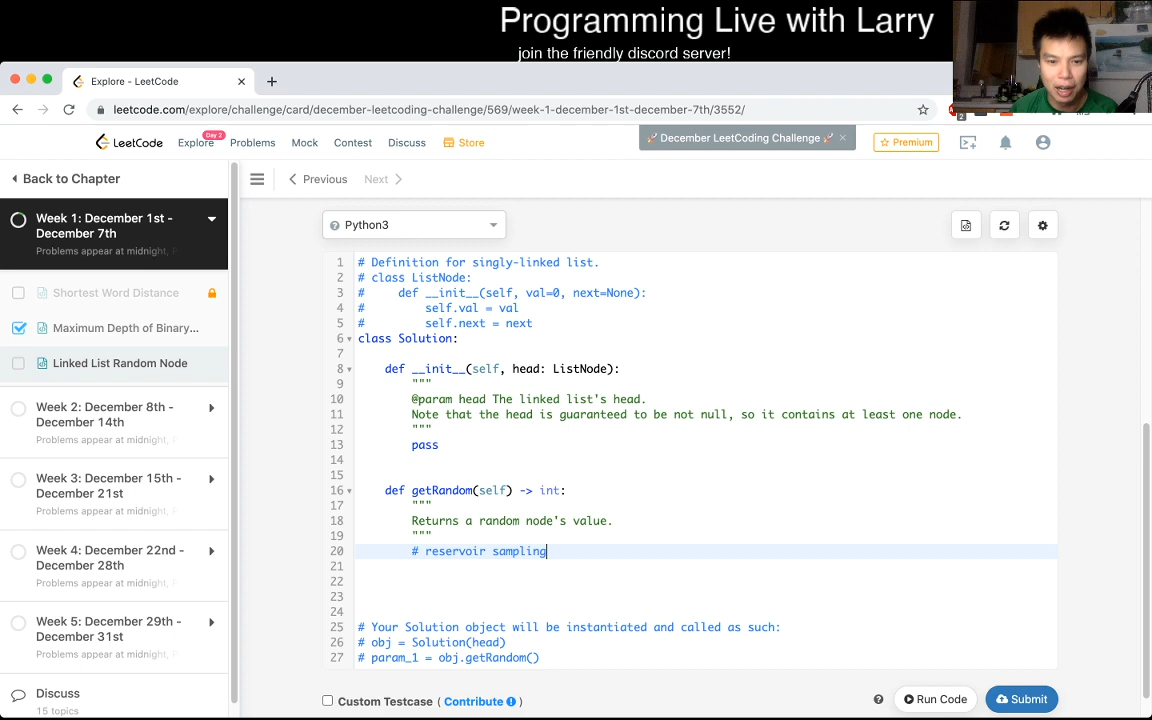 Programming Live with Larry
join the friendly discord server!
Explore - LeetCode
leetcode.com/explore/challenge/card/december-leetcoding-challenge/569/week-1-december-1st-december-7th/3552/
2
LeetCode
Explore
Day 2
Problems
Mock
Contest
Discuss
Store
December LeetCoding Challenge
Premium
Back to Chapter
Previous
Next
Week 1: December 1st -
December 7th
Problems appear at midnight,
Shortest Word Distance
Maximum Depth of Binary...
Linked List Random Node
Week 2: December 8th -
December 14th
Problems appear at midnight,
Week 3: December 15th -
December 21st
Problems appear at midnight,
Week 4: December 22nd -
December 28th
Problems appear at midnight,
Week 5: December 29th -
December 31st
Problems appear at midnight,
Discuss
15 topics
Python3
1 # Definition for singly-linked list.
2 # class ListNode:
3 #     def __init__(self, val=0, next=None):
4 #         self.val = val
5 #         self.next = next
6 class Solution:
7
8     def __init__(self, head: ListNode):
9         """
10         @param head The linked list's head.
11         Note that the head is guaranteed to be not null, so it contains at least one node.
12         """
13         pass
14
15
16     def getRandom(self) -> int:
17         """
18         Returns a random node's value.
19         """
20         # reservoir sampling
21
22
23
24
25 # Your Solution object will be instantiated and called as such:
26 # obj = Solution(head)
27 # param_1 = obj.getRandom()
Custom Testcase ( Contribute )
Run Code
Submit